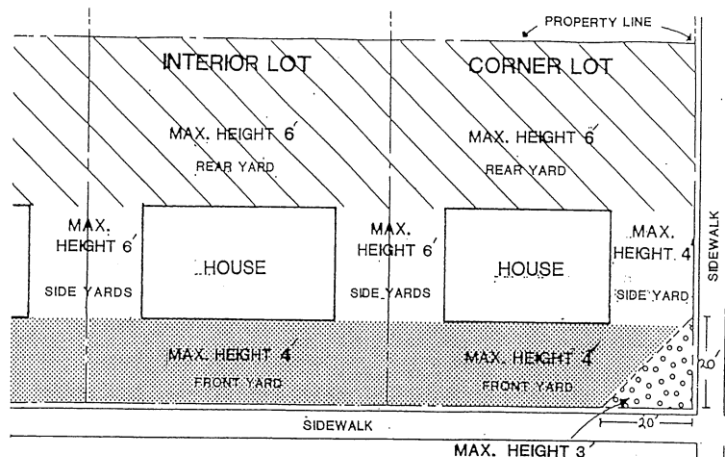 PROPERTY LINE
INTERIOR LOT
CORNER LOT
MAX. HEIGHT 6'
REAR YARD
MAX. HEIGHT 6'
REAR YARD
MAX.
HEIGHT 6'
SIDE YARDS
HOUSE
MAX.
HEIGHT 6'
SIDE YARDS
HOUSE
MAX.
HEIGHT 4'
SIDE YARD
SIDEWALK
MAX. HEIGHT 4'
FRONT YARD
MAX. HEIGHT 4'
FRONT YARD
20'
20'
SIDEWALK
MAX. HEIGHT 3'